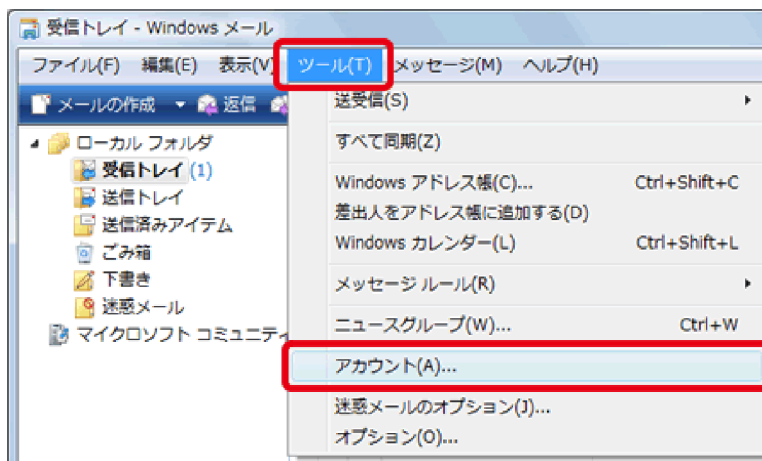 受信トレイ - Windows メール
ファイル(F) 編集(E) 表示(V) ツール(T) メッセージ(M) ヘルプ(H)
メールの作成 返信
ローカル フォルダ
受信トレイ (1)
送信トレイ
送信済みアイテム
ごみ箱
下書き
迷惑メール
マイクロソフト コミュニティ
送受信(S)
すべて同期(Z)
Windows アドレス帳(C)... Ctrl+Shift+C
差出人をアドレス帳に追加する(D)
Windows カレンダー(L) Ctrl+Shift+L
メッセージ ルール(R)
ニュースグループ(W)... Ctrl+W
アカウント(A)...
迷惑メールのオプション(J)...
オプション(O)...